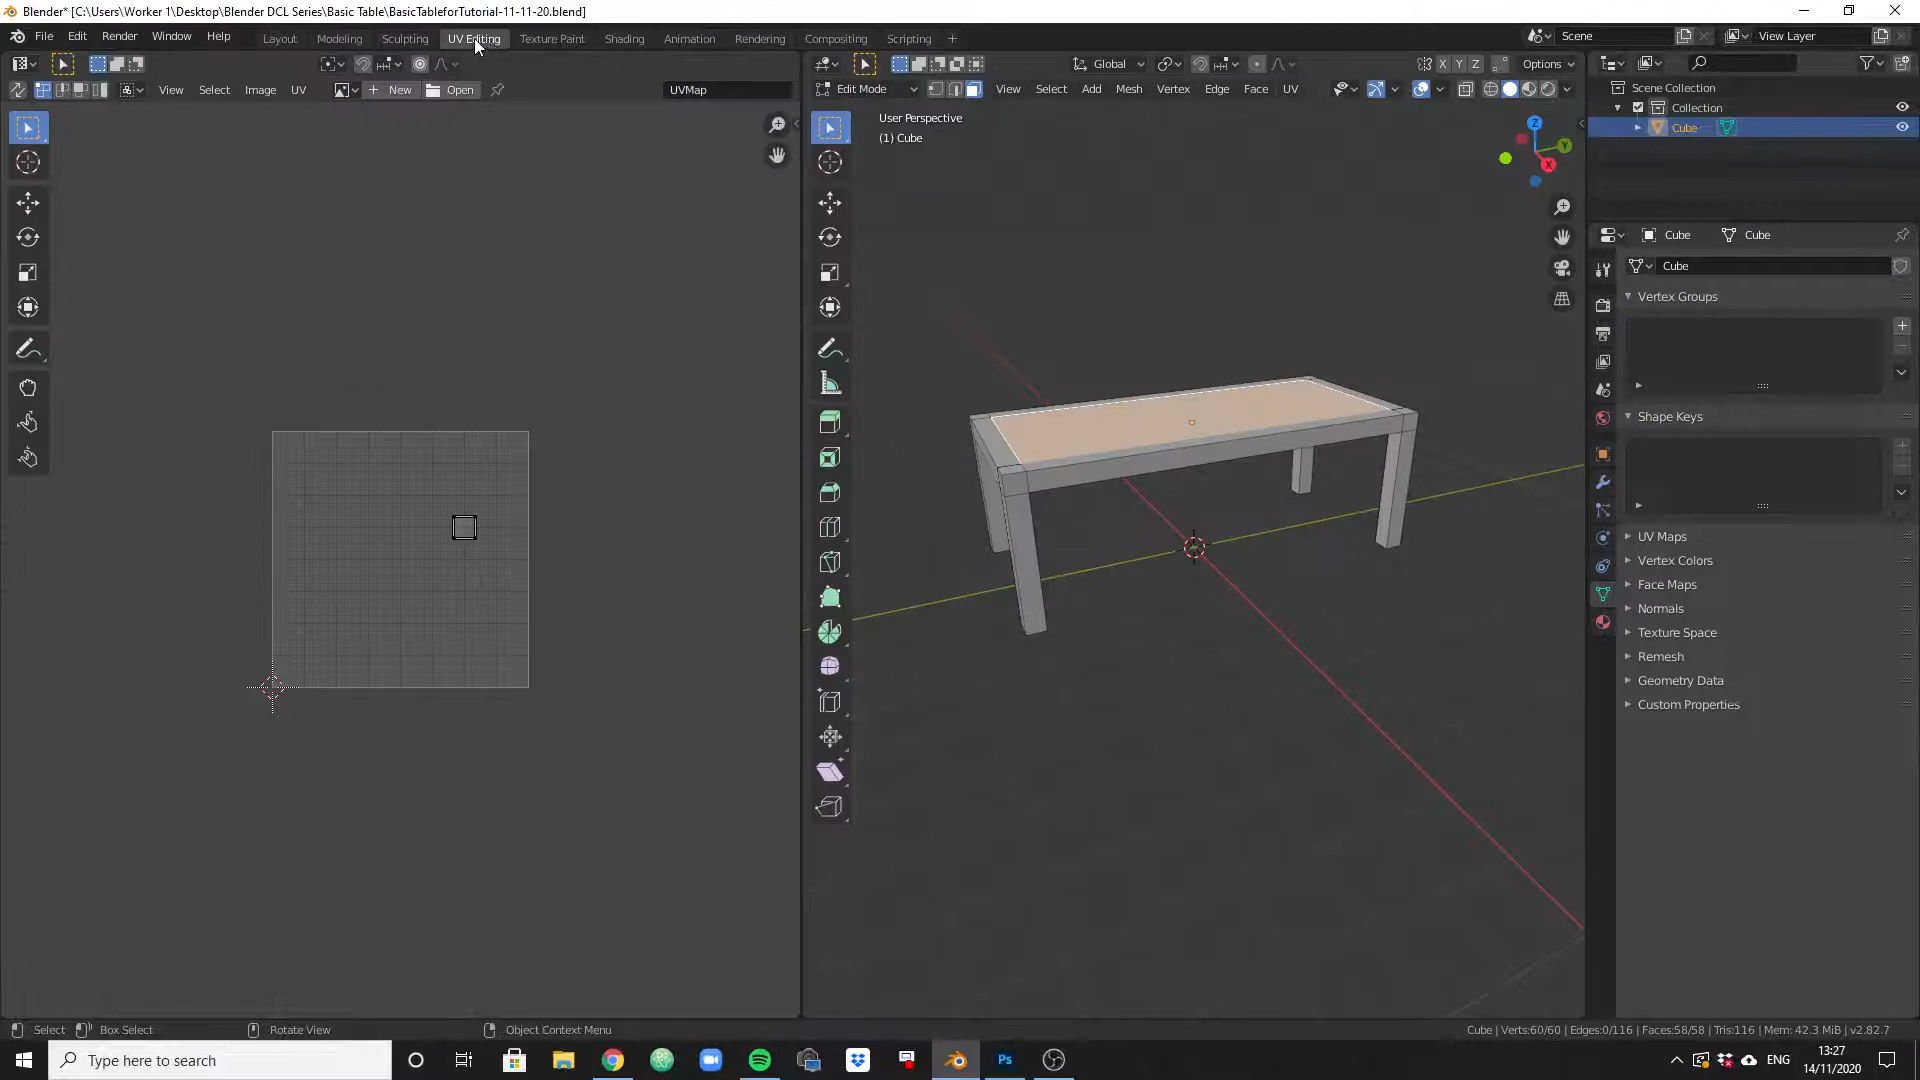 Blender* [C:\Users\Worker 1\Desktop\Blender DCL Series\Basic Table\BasicTableforTutorial-11-11-20.blend]
File Edit Render Window Help Layout Modeling Sculpting UV Editing Texture Paint Shading Animation Rendering Compositing Scripting + Scene View Layer
Global X Y Z Options
View Select Image UV + New Open UVMap Edit Mode View Select Add Mesh Vertex Edge Face UV
Scene Collection
Collection
Cube
User Perspective
(1) Cube
Z
Y
X
Cube Cube
Cube
Vertex Groups
Shape Keys
UV Maps
Vertex Colors
Face Maps
Normals
Texture Space
Remesh
Geometry Data
Custom Properties
Select Box Select Rotate View Object Context Menu Cube | Verts:60/60 | Edges:0/116 | Faces:58/58 | Tris:116 | Mem: 42.3 MiB | v2.82.7
Type here to search Ps ENG 13:27
14/11/2020